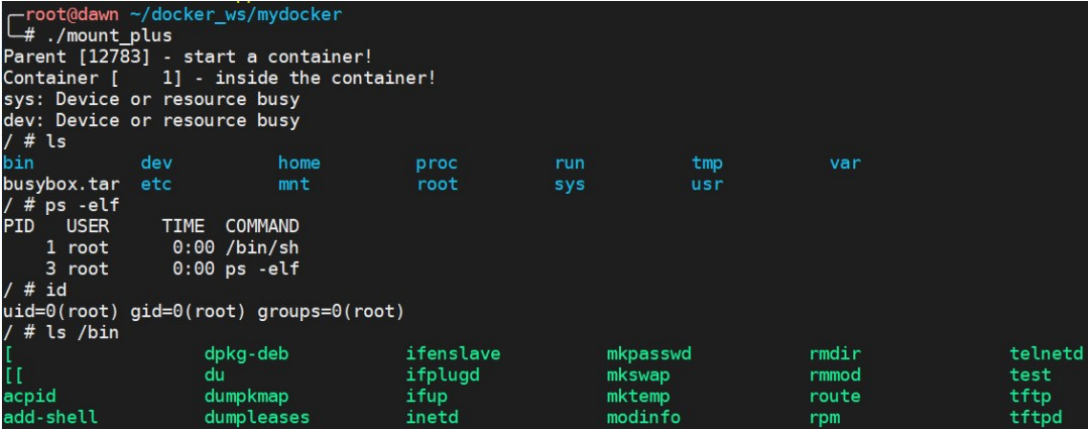 root@dawn ~/docker_ws/mydocker
# ./mount_plus
Parent [12783] - start a container!
Container [    1] - inside the container!
sys: Device or resource busy
dev: Device or resource busy
/ # ls
bin          dev          home         proc         run          tmp          var
busybox.tar  etc          mnt          root         sys          usr
/ # ps -elf
PID   USER     TIME  COMMAND
    1 root      0:00 /bin/sh
    3 root      0:00 ps -elf
/ # id
uid=0(root) gid=0(root) groups=0(root)
/ # ls /bin
[                  dpkg-deb           ifenslave          mkpasswd           rmdir              telnetd
[[                 du                 ifplugd            mkswap             rmmod              test
acpid              dumpkmap           ifup               mktemp             route              tftp
add-shell          dumpleases         inetd              modinfo            rpm                tftpd